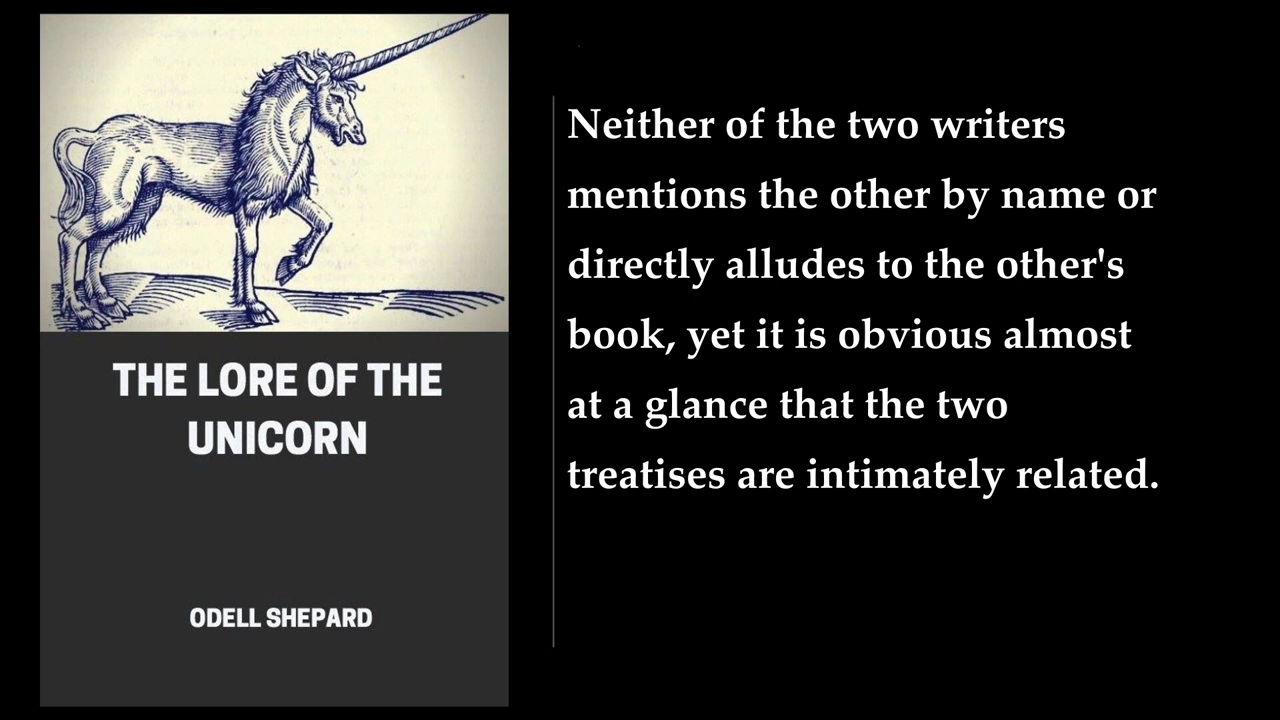 THE LORE OF THE
UNICORN
ODELL SHEPARD
Neither of the two writers
mentions the other by name or
directly alludes to the other's
book, yet it is obvious almost
at a glance that the two
treatises are intimately related.